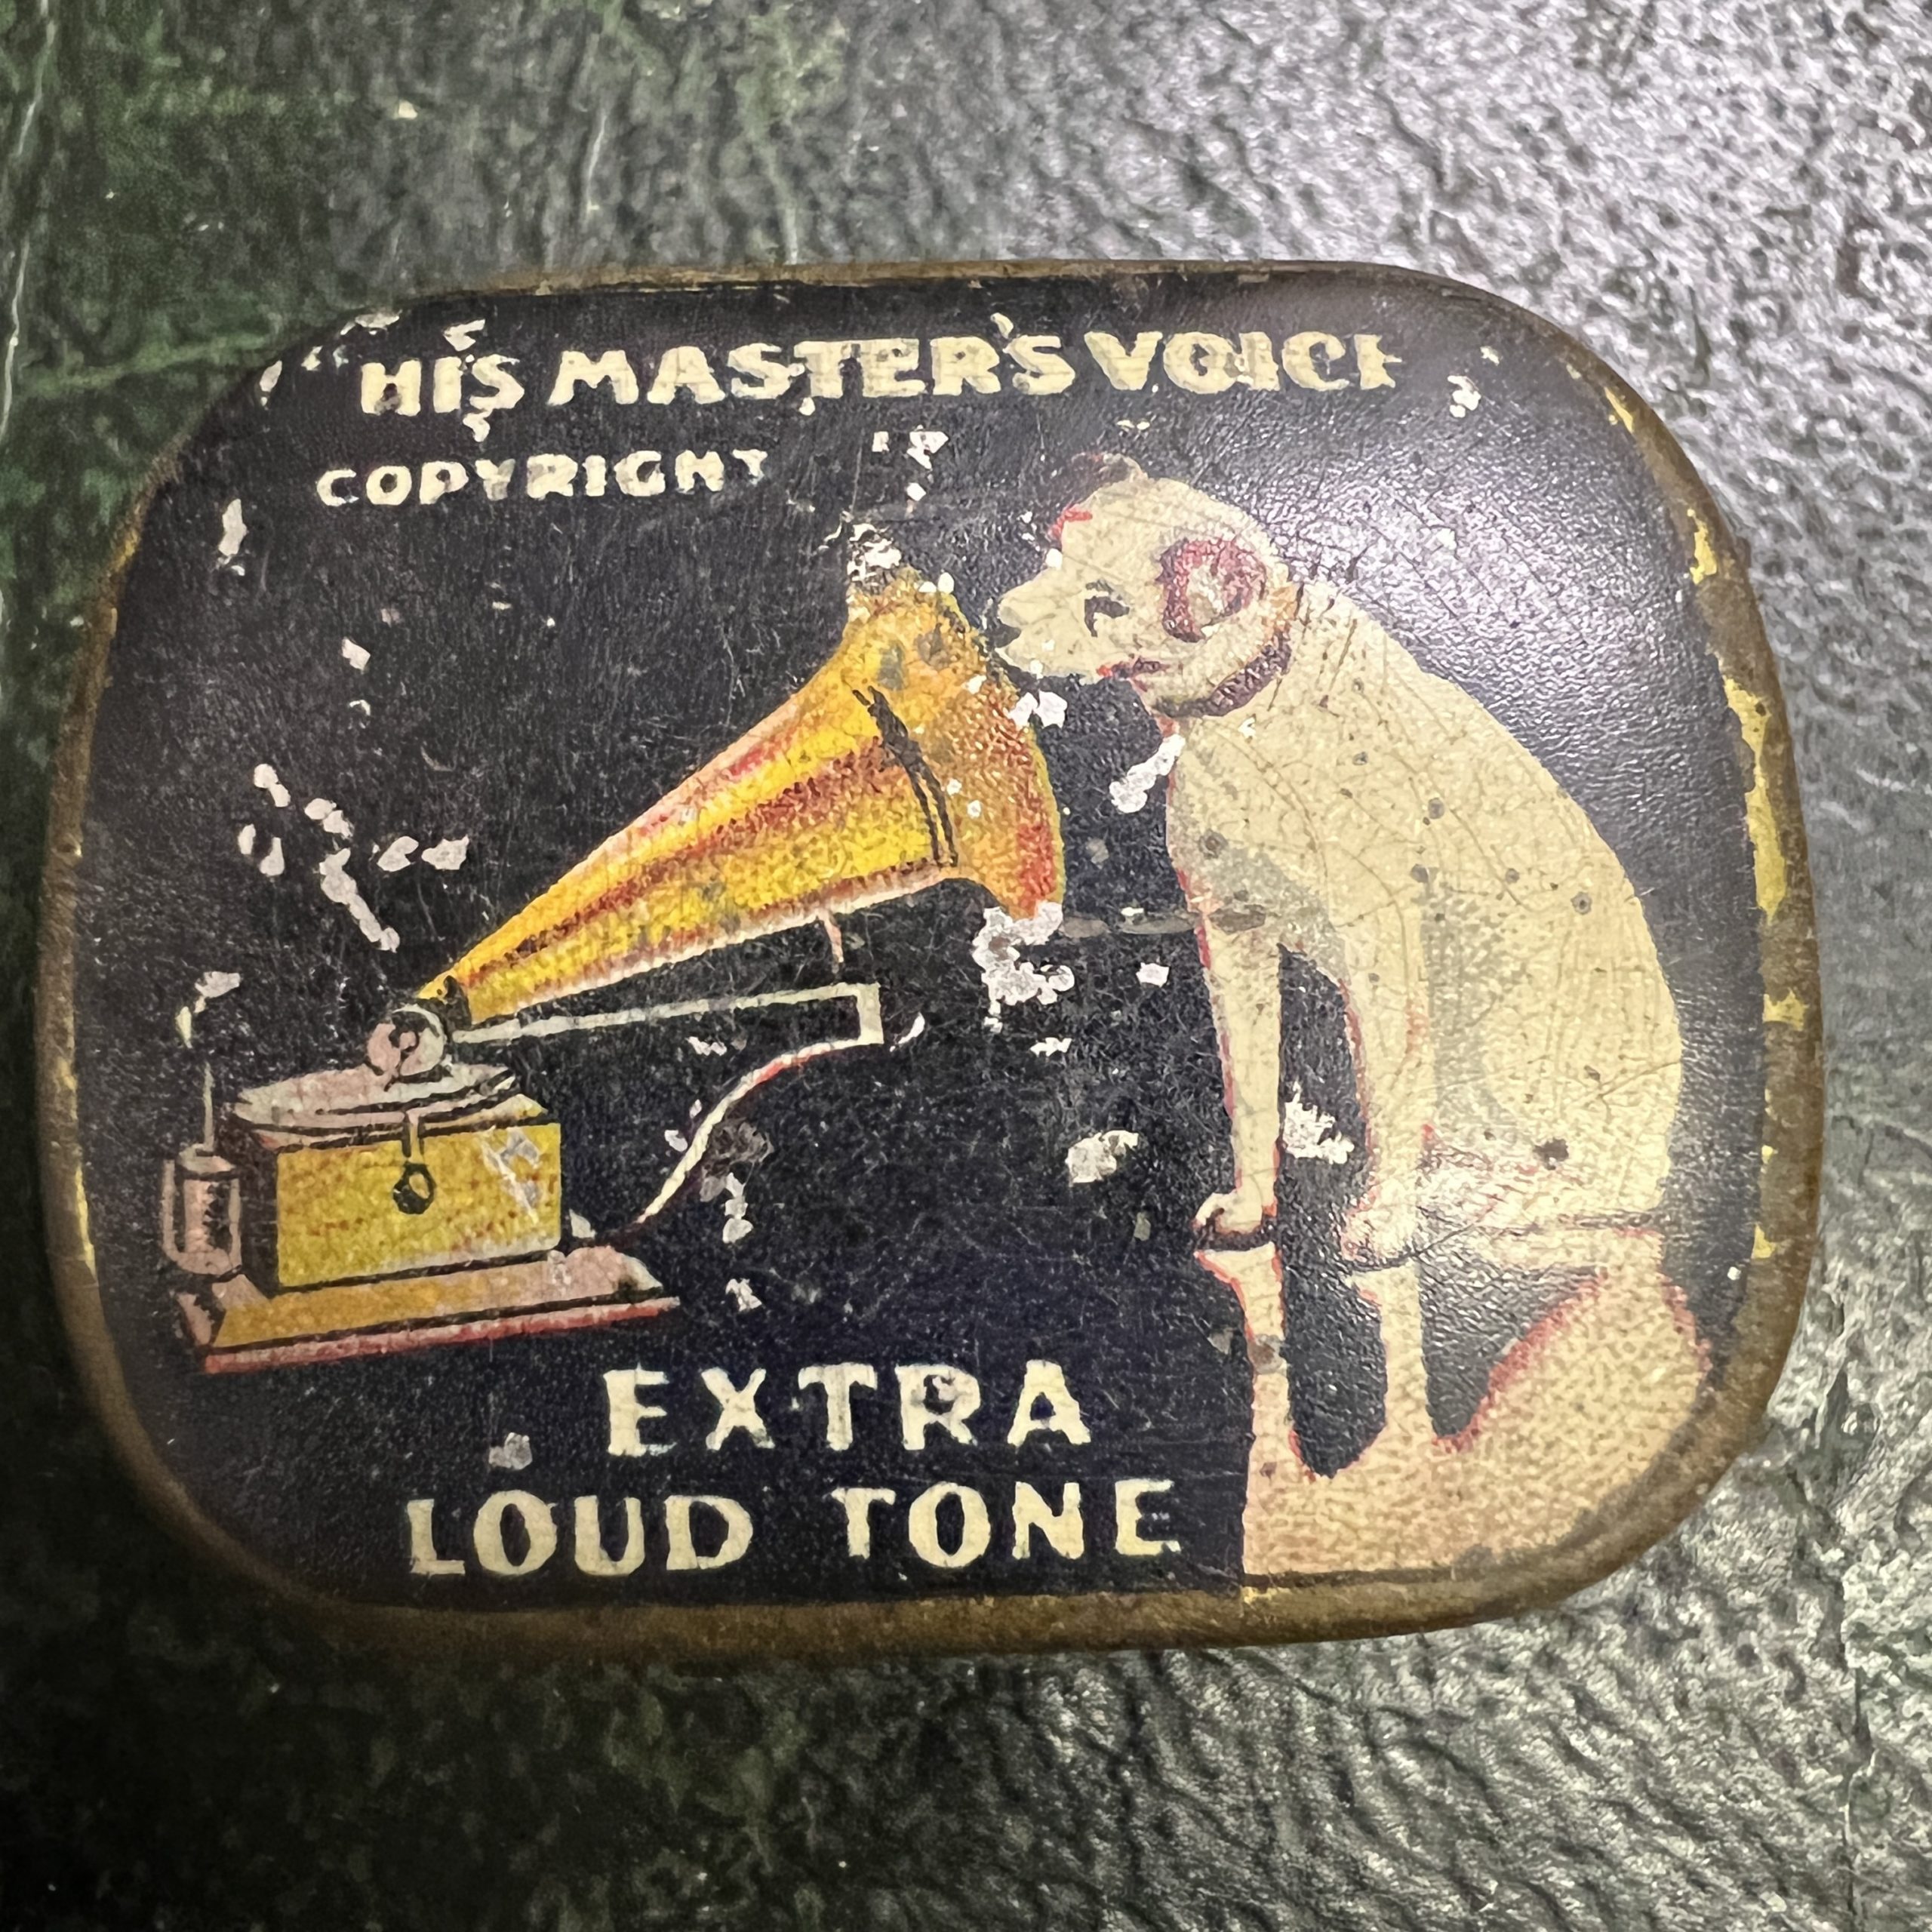 HIS MASTER'S VOICE
COPYRIGHT
EXTRA
LOUD TONE